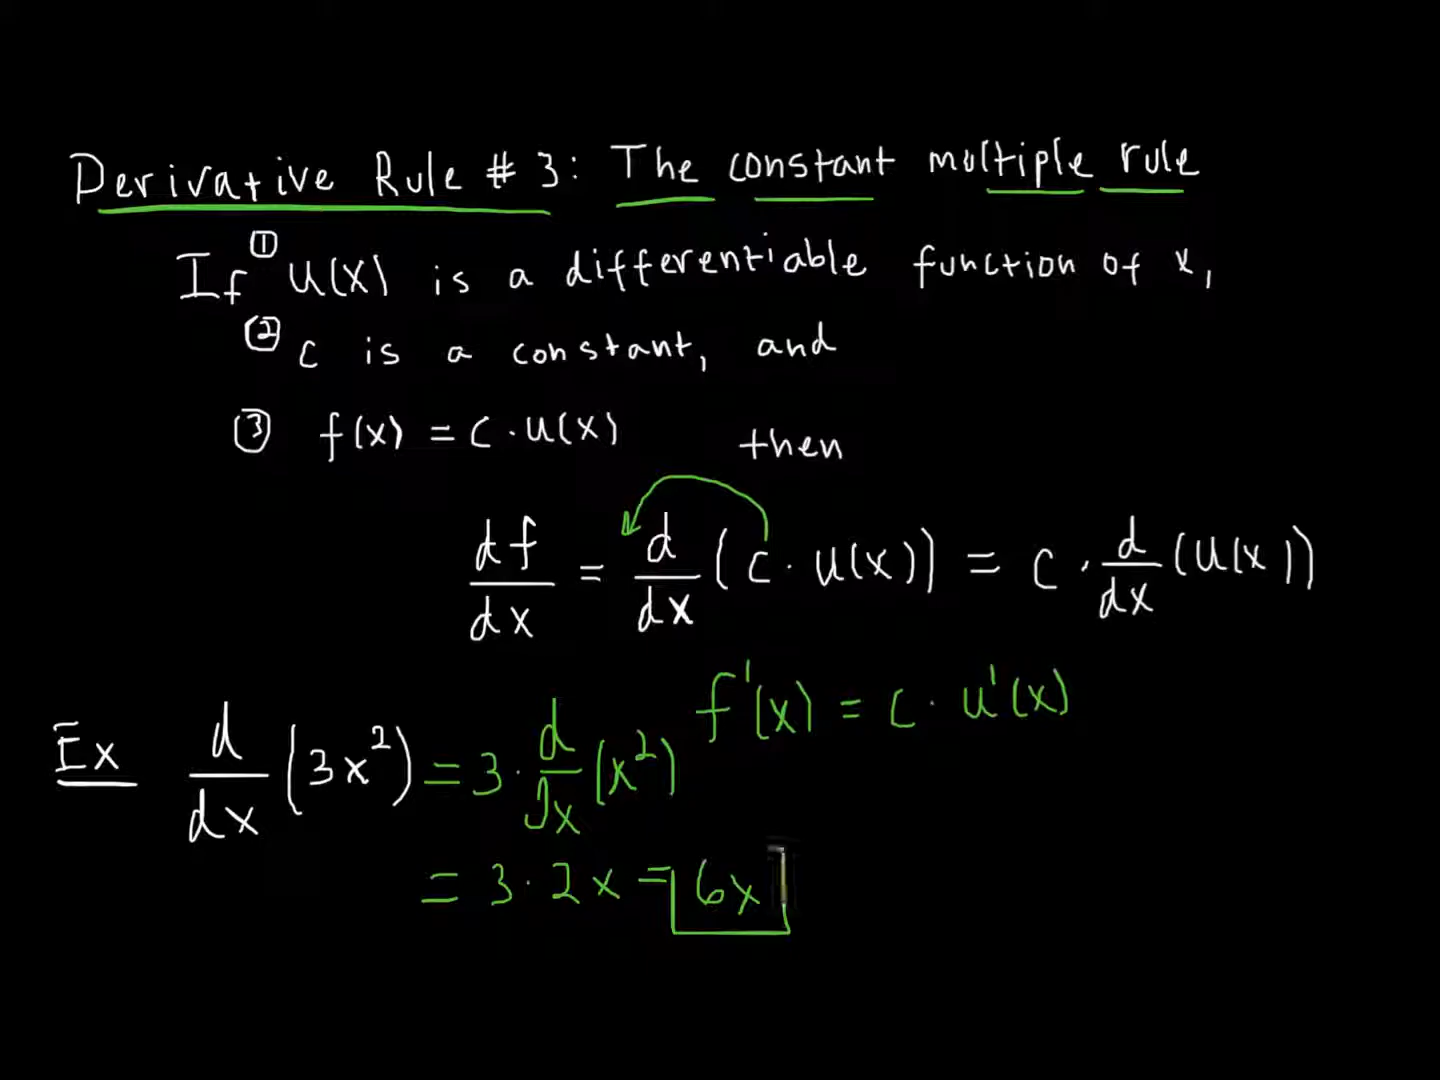 Derivative Rule # 3: The constant multiple rule
If ① u(x) is a differentiable function of x,
② c is a constant, and
③ f(x) = c · u(x) then
df/dx = d/dx (c · u(x)) = c · d/dx (u(x))
f'(x) = c · u'(x)
Ex d/dx (3x²) = 3 · d/dx (x²)
= 3 · 2x = 6x